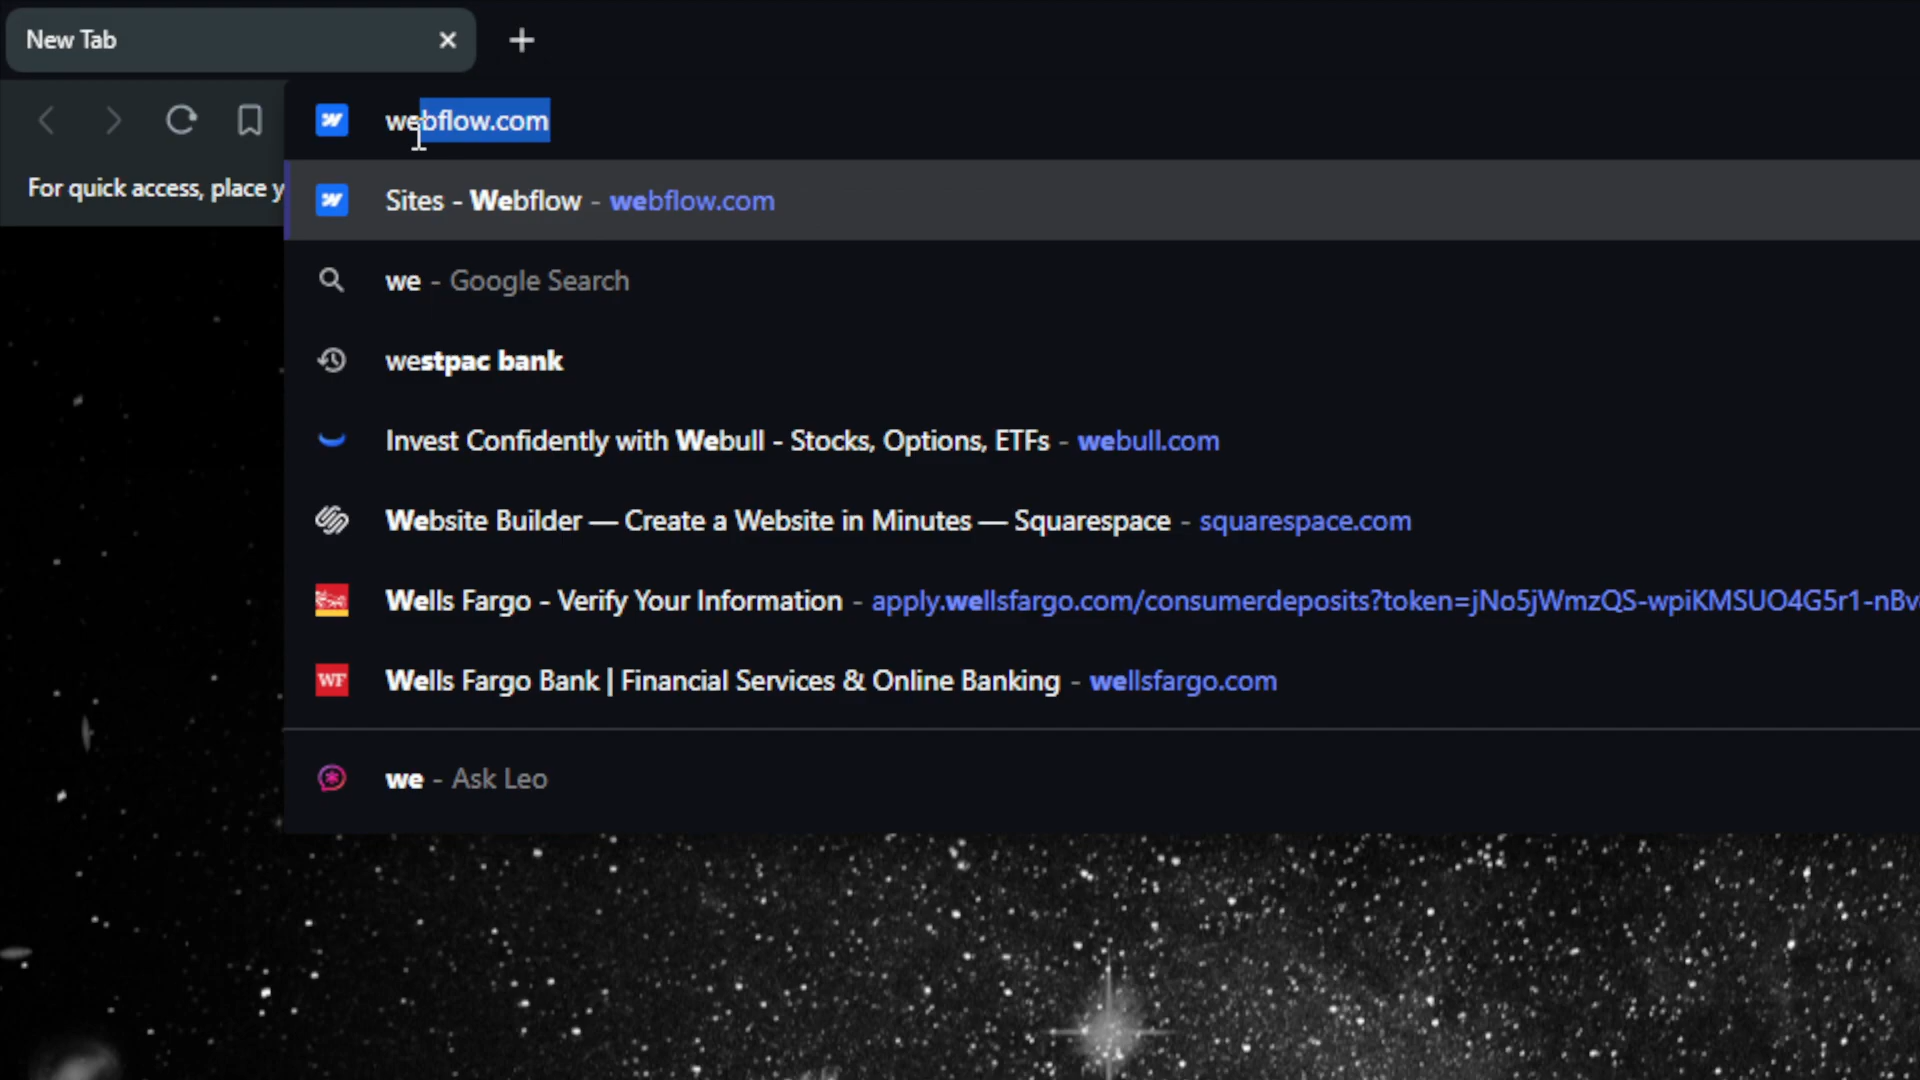 New Tab
webflow.com
For quick access, place y
Sites - Webflow - webflow.com
we - Google Search
westpac bank
Invest Confidently with Webull - Stocks, Options, ETFs - webull.com
Website Builder — Create a Website in Minutes — Squarespace - squarespace.com
Wells Fargo - Verify Your Information - apply.wellsfargo.com/consumerdeposits?token=jNo5jWmzQS-wpiKMSUO4G5r1-nBv
WF Wells Fargo Bank | Financial Services & Online Banking - wellsfargo.com
we - Ask Leo